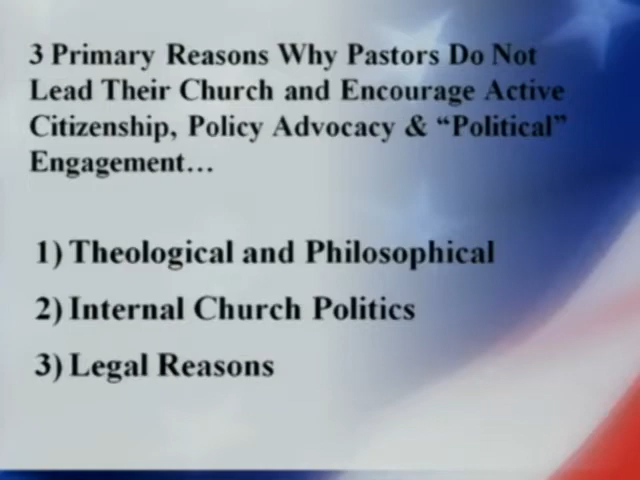 3 Primary Reasons Why Pastors Do Not
Lead Their Church and Encourage Active
Citizenship, Policy Advocacy & “Political”
Engagement…
1) Theological and Philosophical
2) Internal Church Politics
3) Legal Reasons